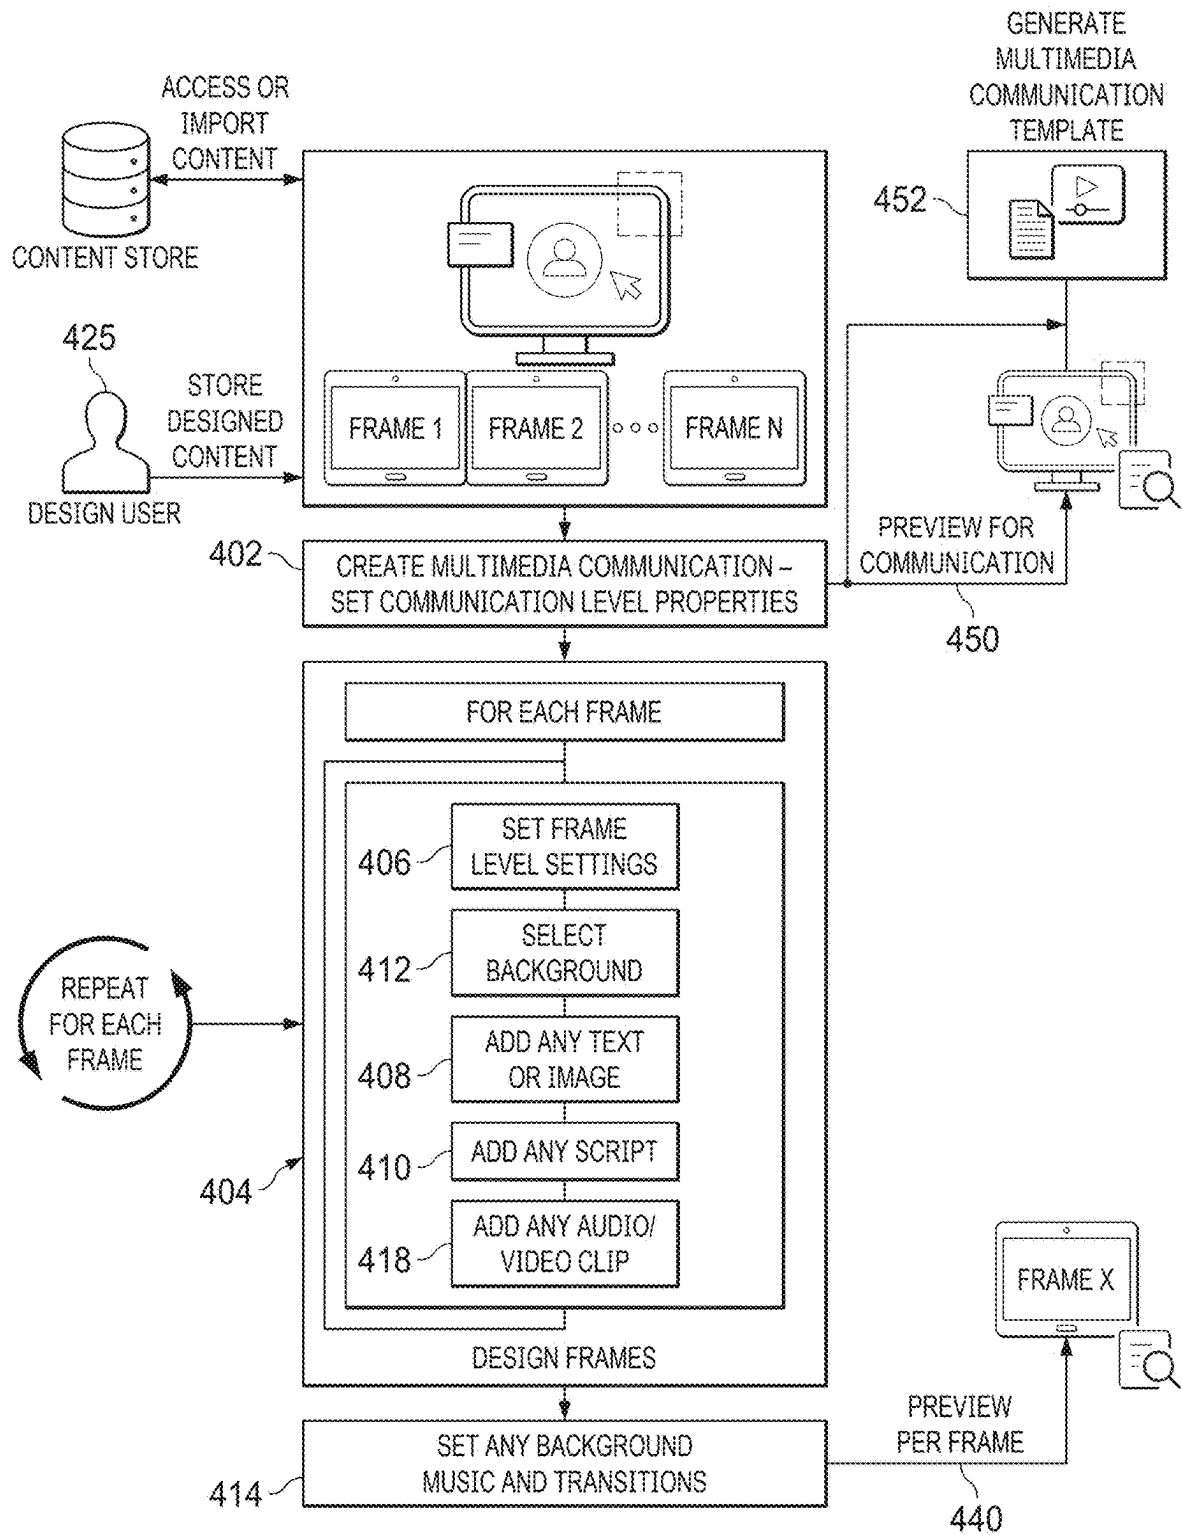 GENERATE
MULTIMEDIA
COMMUNICATION
TEMPLATE
452
ACCESS OR
IMPORT
CONTENT
CONTENT STORE
425
STORE
DESIGNED
CONTENT
DESIGN USER
FRAME 1
FRAME 2
FRAME N
402
CREATE MULTIMEDIA COMMUNICATION –
SET COMMUNICATION LEVEL PROPERTIES
PREVIEW FOR
COMMUNICATION
450
FOR EACH FRAME
406
SET FRAME
LEVEL SETTINGS
412
SELECT
BACKGROUND
408
ADD ANY TEXT
OR IMAGE
410
ADD ANY SCRIPT
418
ADD ANY AUDIO/
VIDEO CLIP
REPEAT
FOR EACH
FRAME
404
DESIGN FRAMES
414
SET ANY BACKGROUND
MUSIC AND TRANSITIONS
FRAME X
PREVIEW
PER FRAME
440